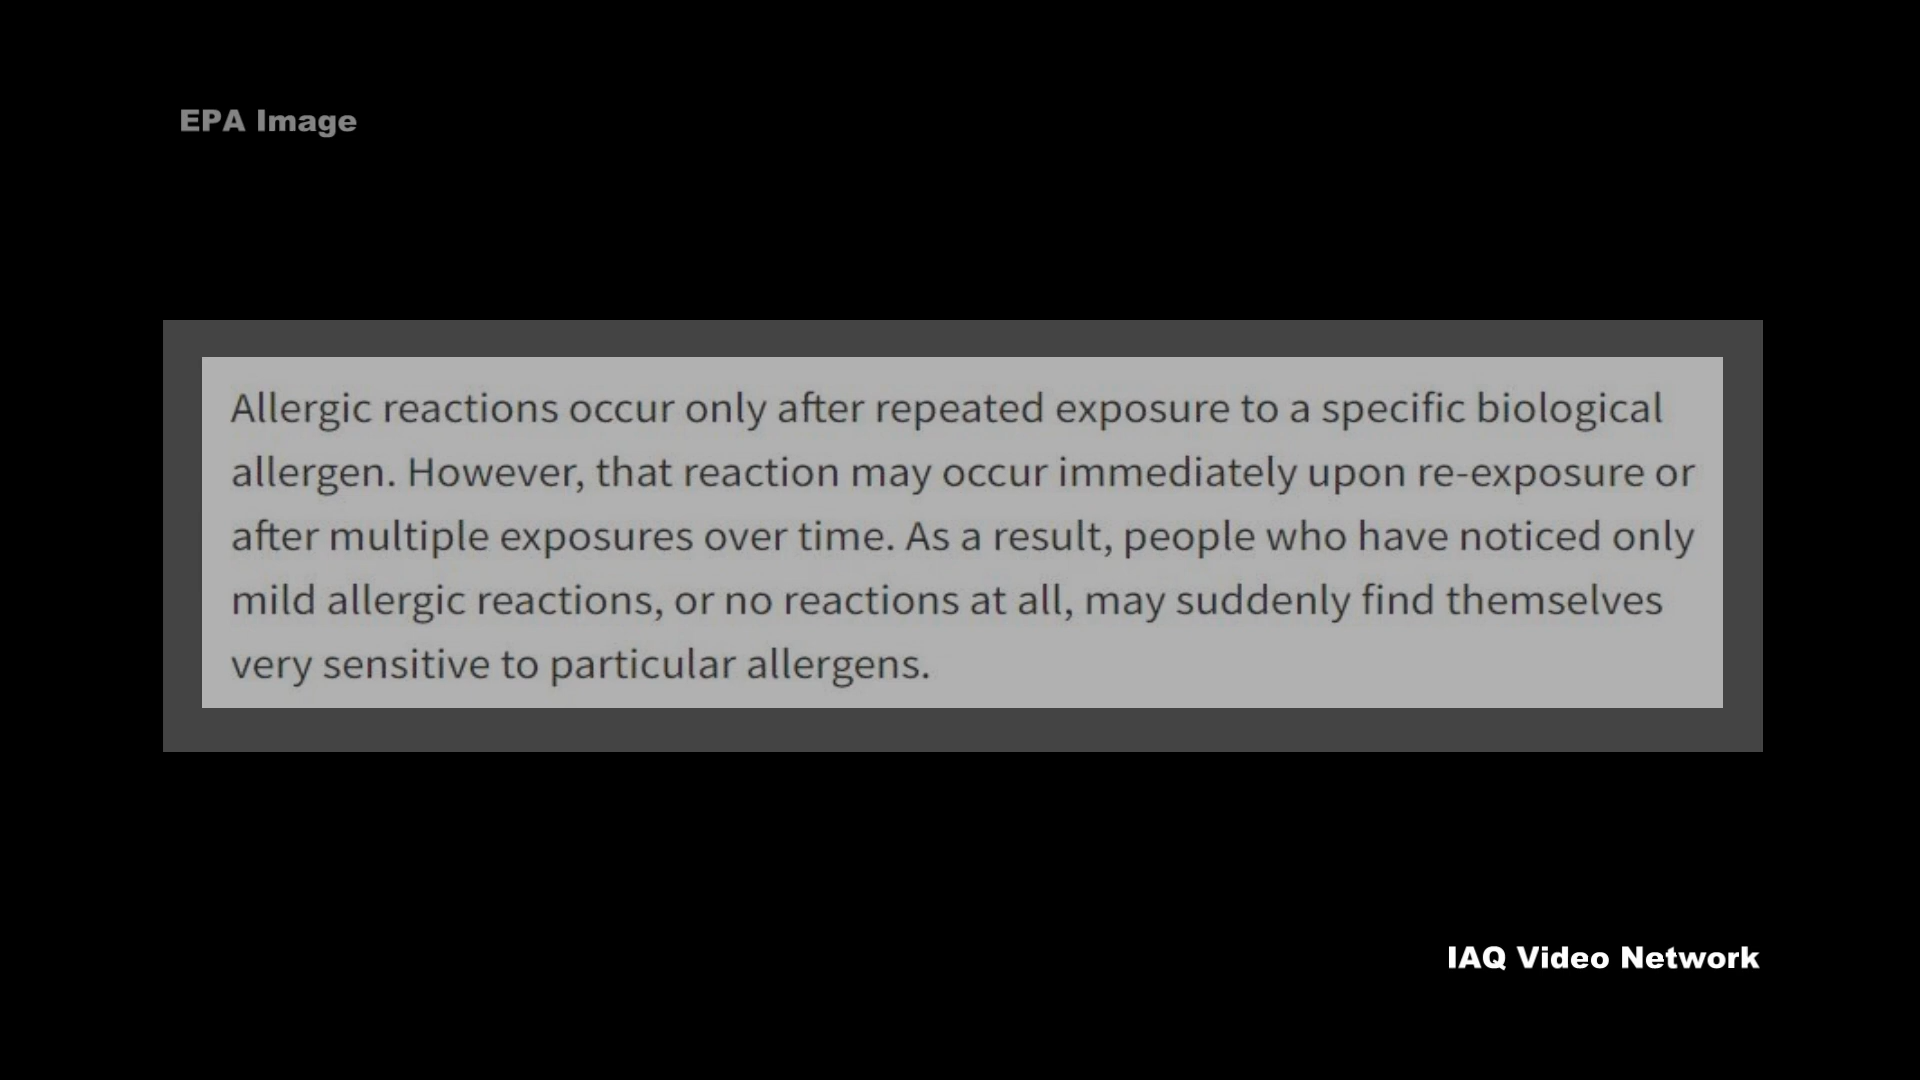 EPA Image
Allergic reactions occur only after repeated exposure to a specific biological
allergen. However, that reaction may occur immediately upon re-exposure or
after multiple exposures over time. As a result, people who have noticed only
mild allergic reactions, or no reactions at all, may suddenly find themselves
very sensitive to particular allergens.
IAQ Video Network